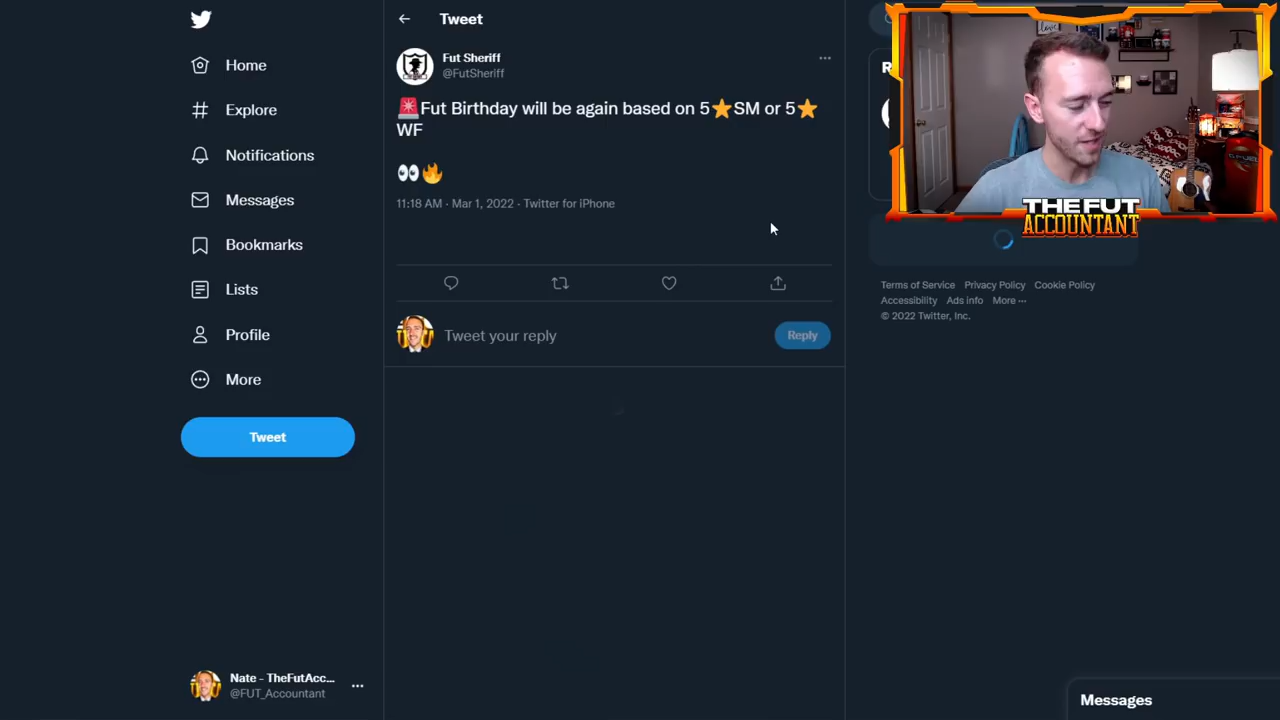 Tweet
Fut Sheriff
@FutSheriff
🚨Fut Birthday will be again based on 5⭐SM or 5⭐
WF
👀🔥
11:18 AM · Mar 1, 2022 · Twitter for iPhone
Tweet your reply
Reply
Home
Explore
Notifications
Messages
Bookmarks
Lists
Profile
More
Tweet
Nate - TheFutAcc...
@FUT_Accountant
R
THE FUT
ACCOUNTANT
Terms of Service Privacy Policy Cookie Policy
Accessibility Ads info More ···
© 2022 Twitter, Inc.
Messages